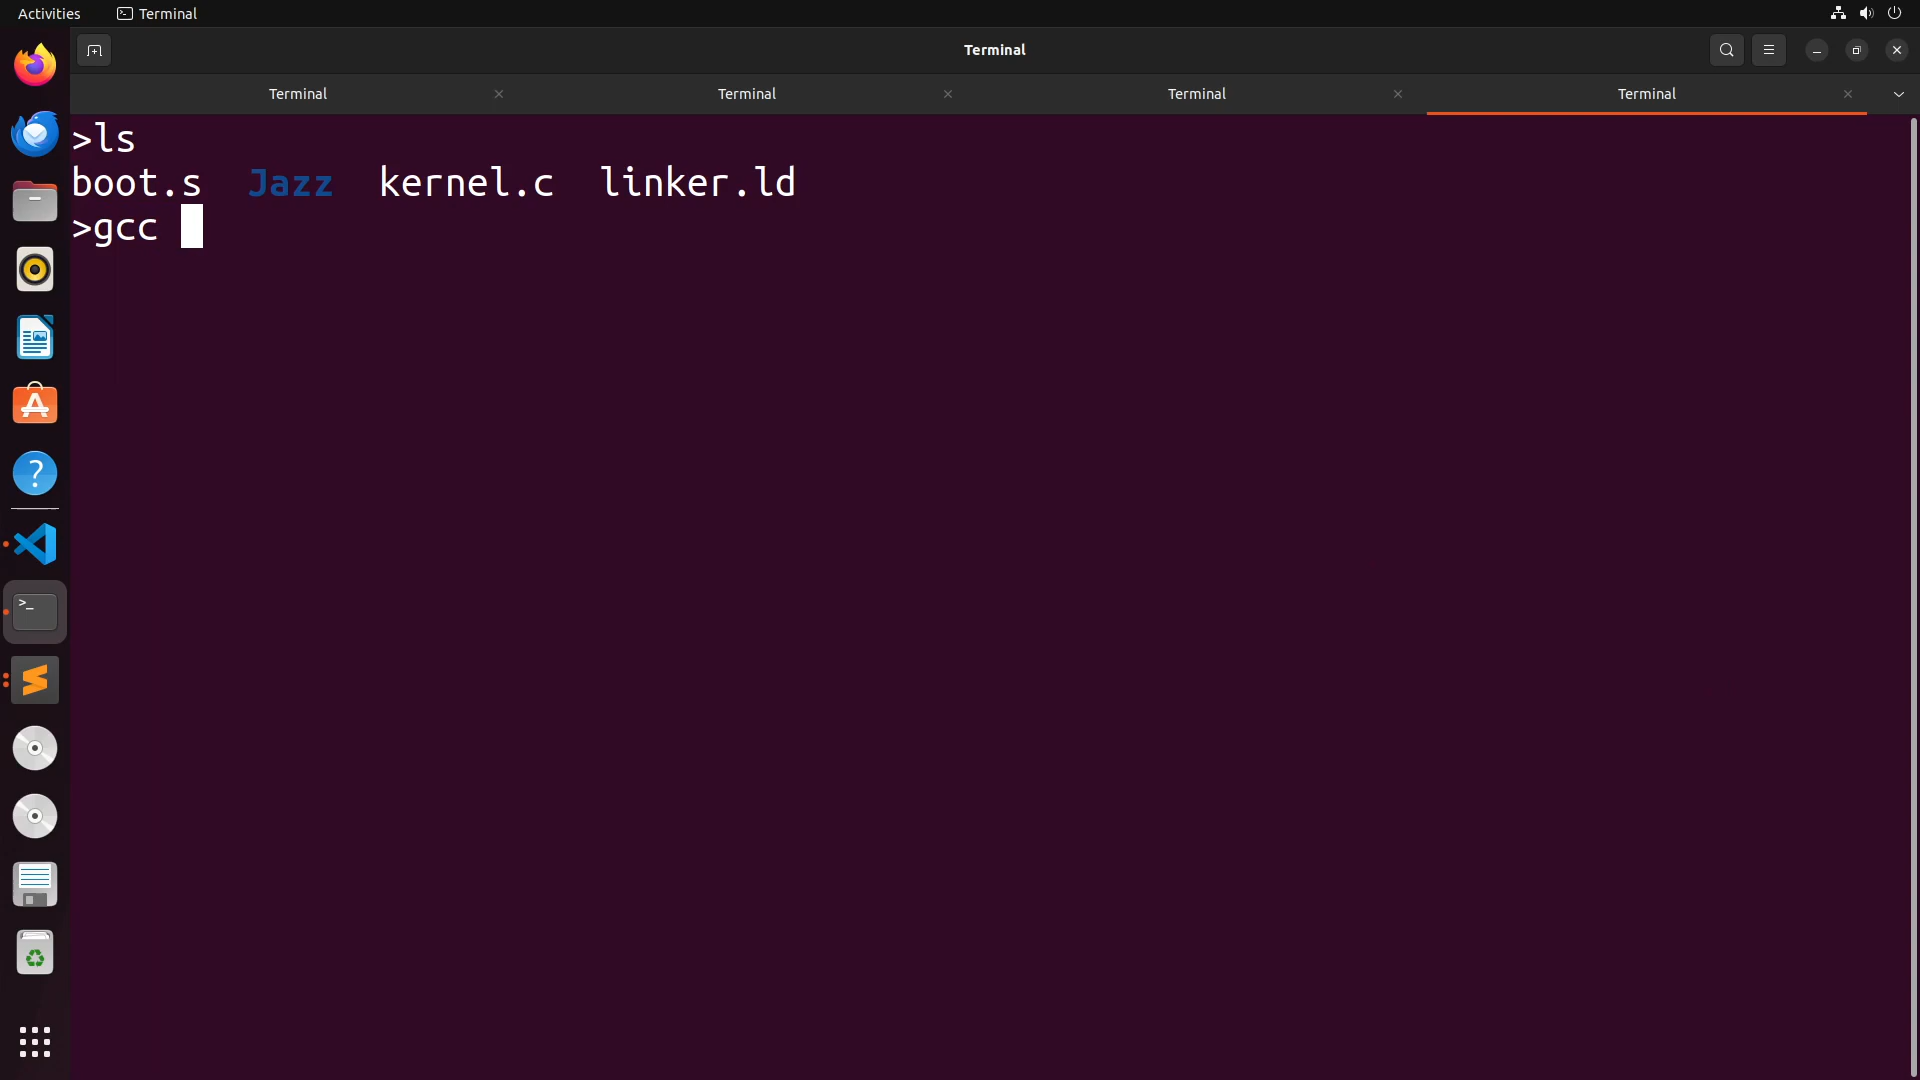 Activities Terminal
Terminal
Terminal Terminal Terminal Terminal
>ls
boot.s Jazz kernel.c linker.ld
>gcc